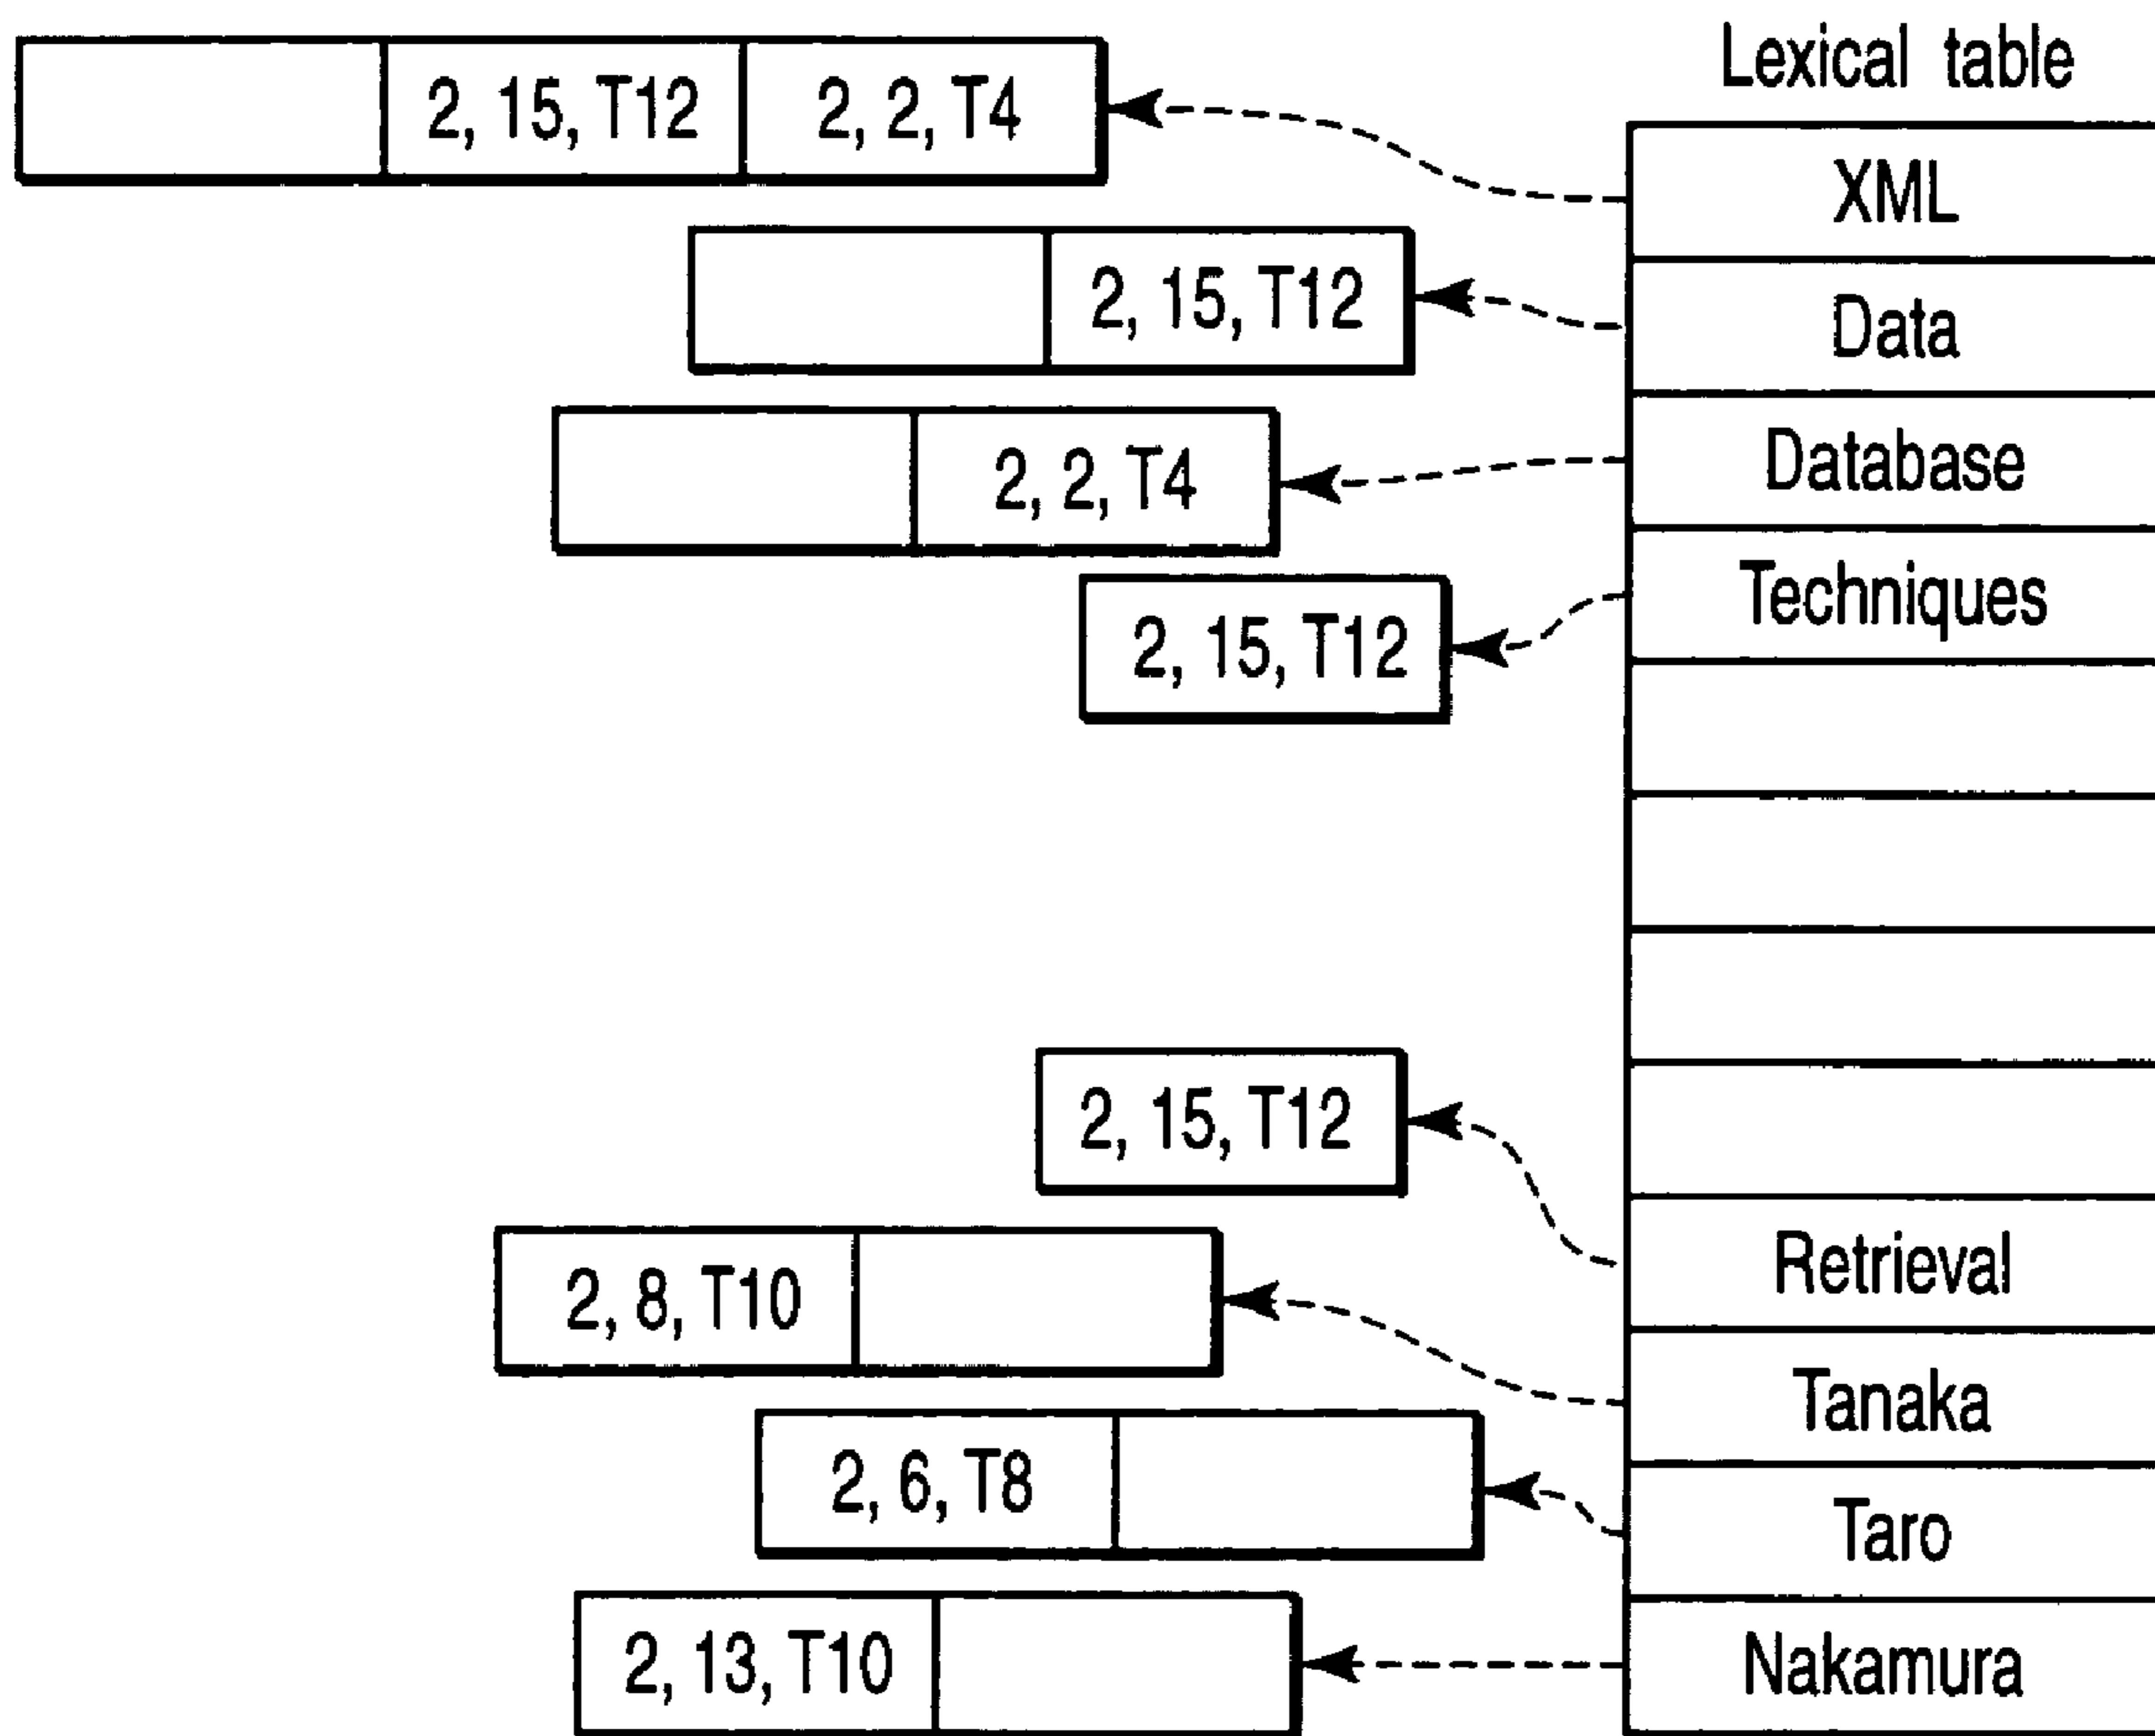 Lexical table
2, 15, T12
2, 2, T4
XML
2, 15, T12
Data
2, 2, T4
Database
2, 15, T12
Techniques
2, 15, T12
Retrieval
2, 8, T10
Tanaka
2, 6, T8
Taro
2, 13, T10
Nakamura